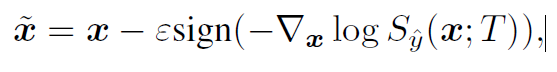 x̃ = x − εsign(−∇ₓ log S_ŷ(x; T)),